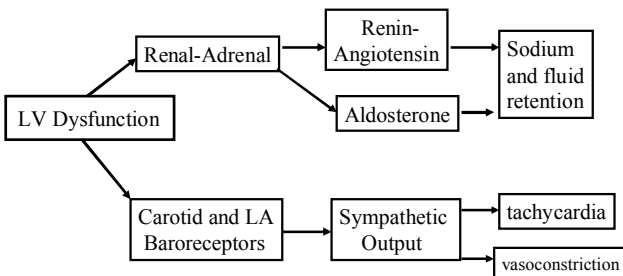 Renin-
Angiotensin
Renal-Adrenal
Sodium
and fluid
retention
LV Dysfunction
Aldosterone
Carotid and LA
Baroreceptors
Sympathetic
Output
tachycardia
vasoconstriction